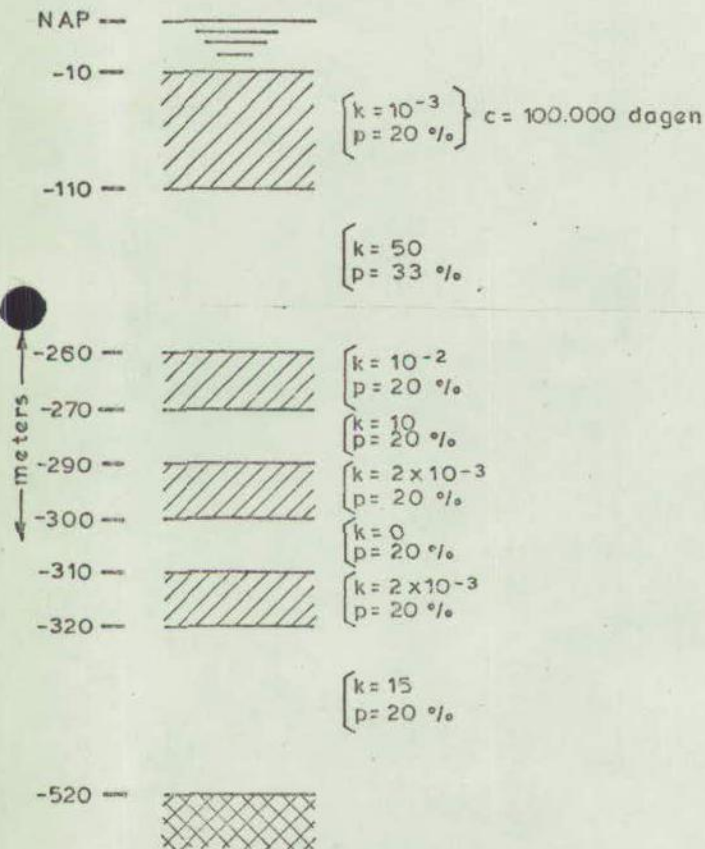 NAP
-10
k = 10⁻³
p = 20 %
c = 100.000 dagen
-110
k = 50
p = 33 %
meters
-260
k = 10⁻²
p = 20 %
-270
k = 10
p = 20 %
-290
k = 2 x 10⁻³
p = 20 %
-300
k = 0
p = 20 %
-310
k = 2 x 10⁻³
p = 20 %
-320
k = 15
p = 20 %
-520